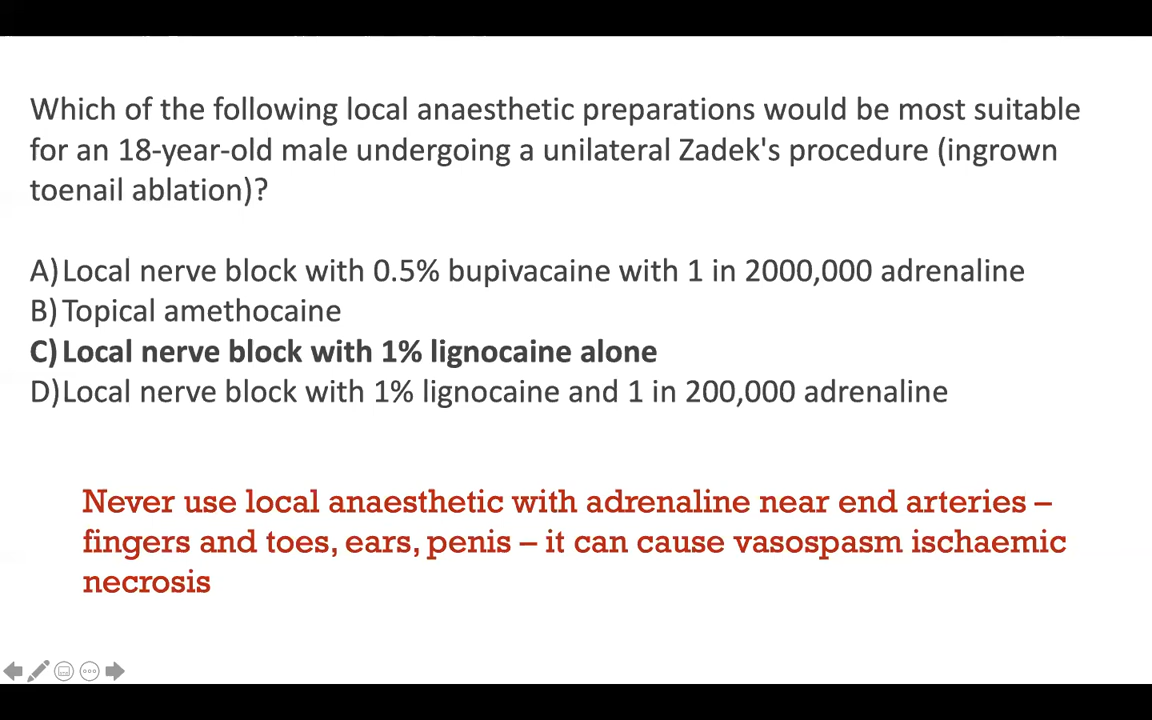 Which of the following local anaesthetic preparations would be most suitable
for an 18-year-old male undergoing a unilateral Zadek's procedure (ingrown
toenail ablation)?
A) Local nerve block with 0.5% bupivacaine with 1 in 2000,000 adrenaline
B) Topical amethocaine
C) Local nerve block with 1% lignocaine alone
D) Local nerve block with 1% lignocaine and 1 in 200,000 adrenaline
Never use local anaesthetic with adrenaline near end arteries –
fingers and toes, ears, penis – it can cause vasospasm ischaemic
necrosis